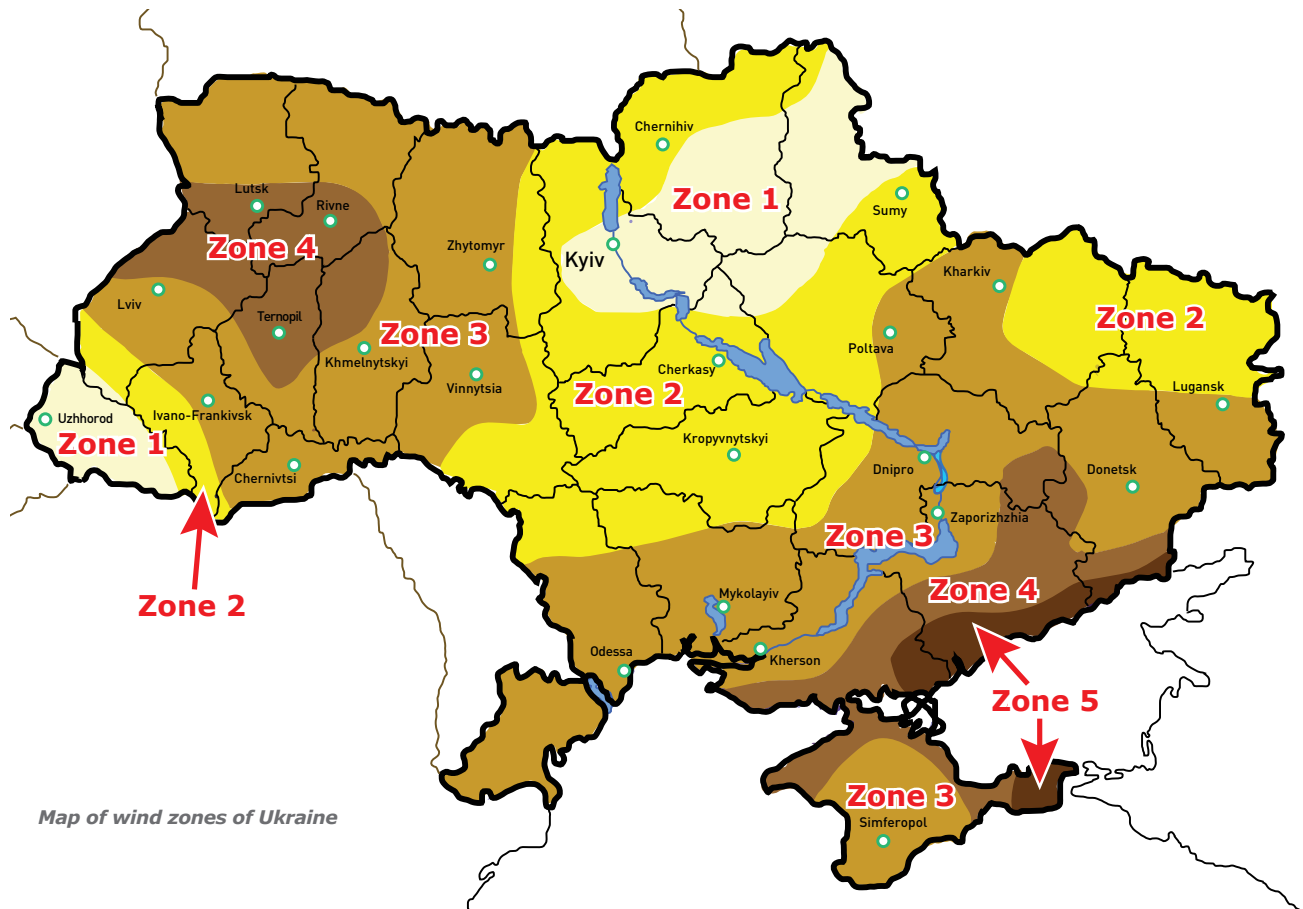 Chernihiv
Zone 1
Lutsk
Rivne
Sumy
Zone 4
Zhytomyr
Kyiv
Kharkiv
Lviv
Ternopil
Zone 3
Zone 2
Khmelnytskyi
Poltava
Cherkasy
Vinnytsia
Zone 2
Lugansk
Uzhhorod
Ivano-Frankivsk
Zone 1
Kropyvnytskyi
Dnipro
Donetsk
Chernivtsi
Zaporizhzhia
Zone 3
Zone 2
Mykolayiv
Zone 4
Odessa
Kherson
Zone 5
Zone 3
Simferopol
Map of wind zones of Ukraine